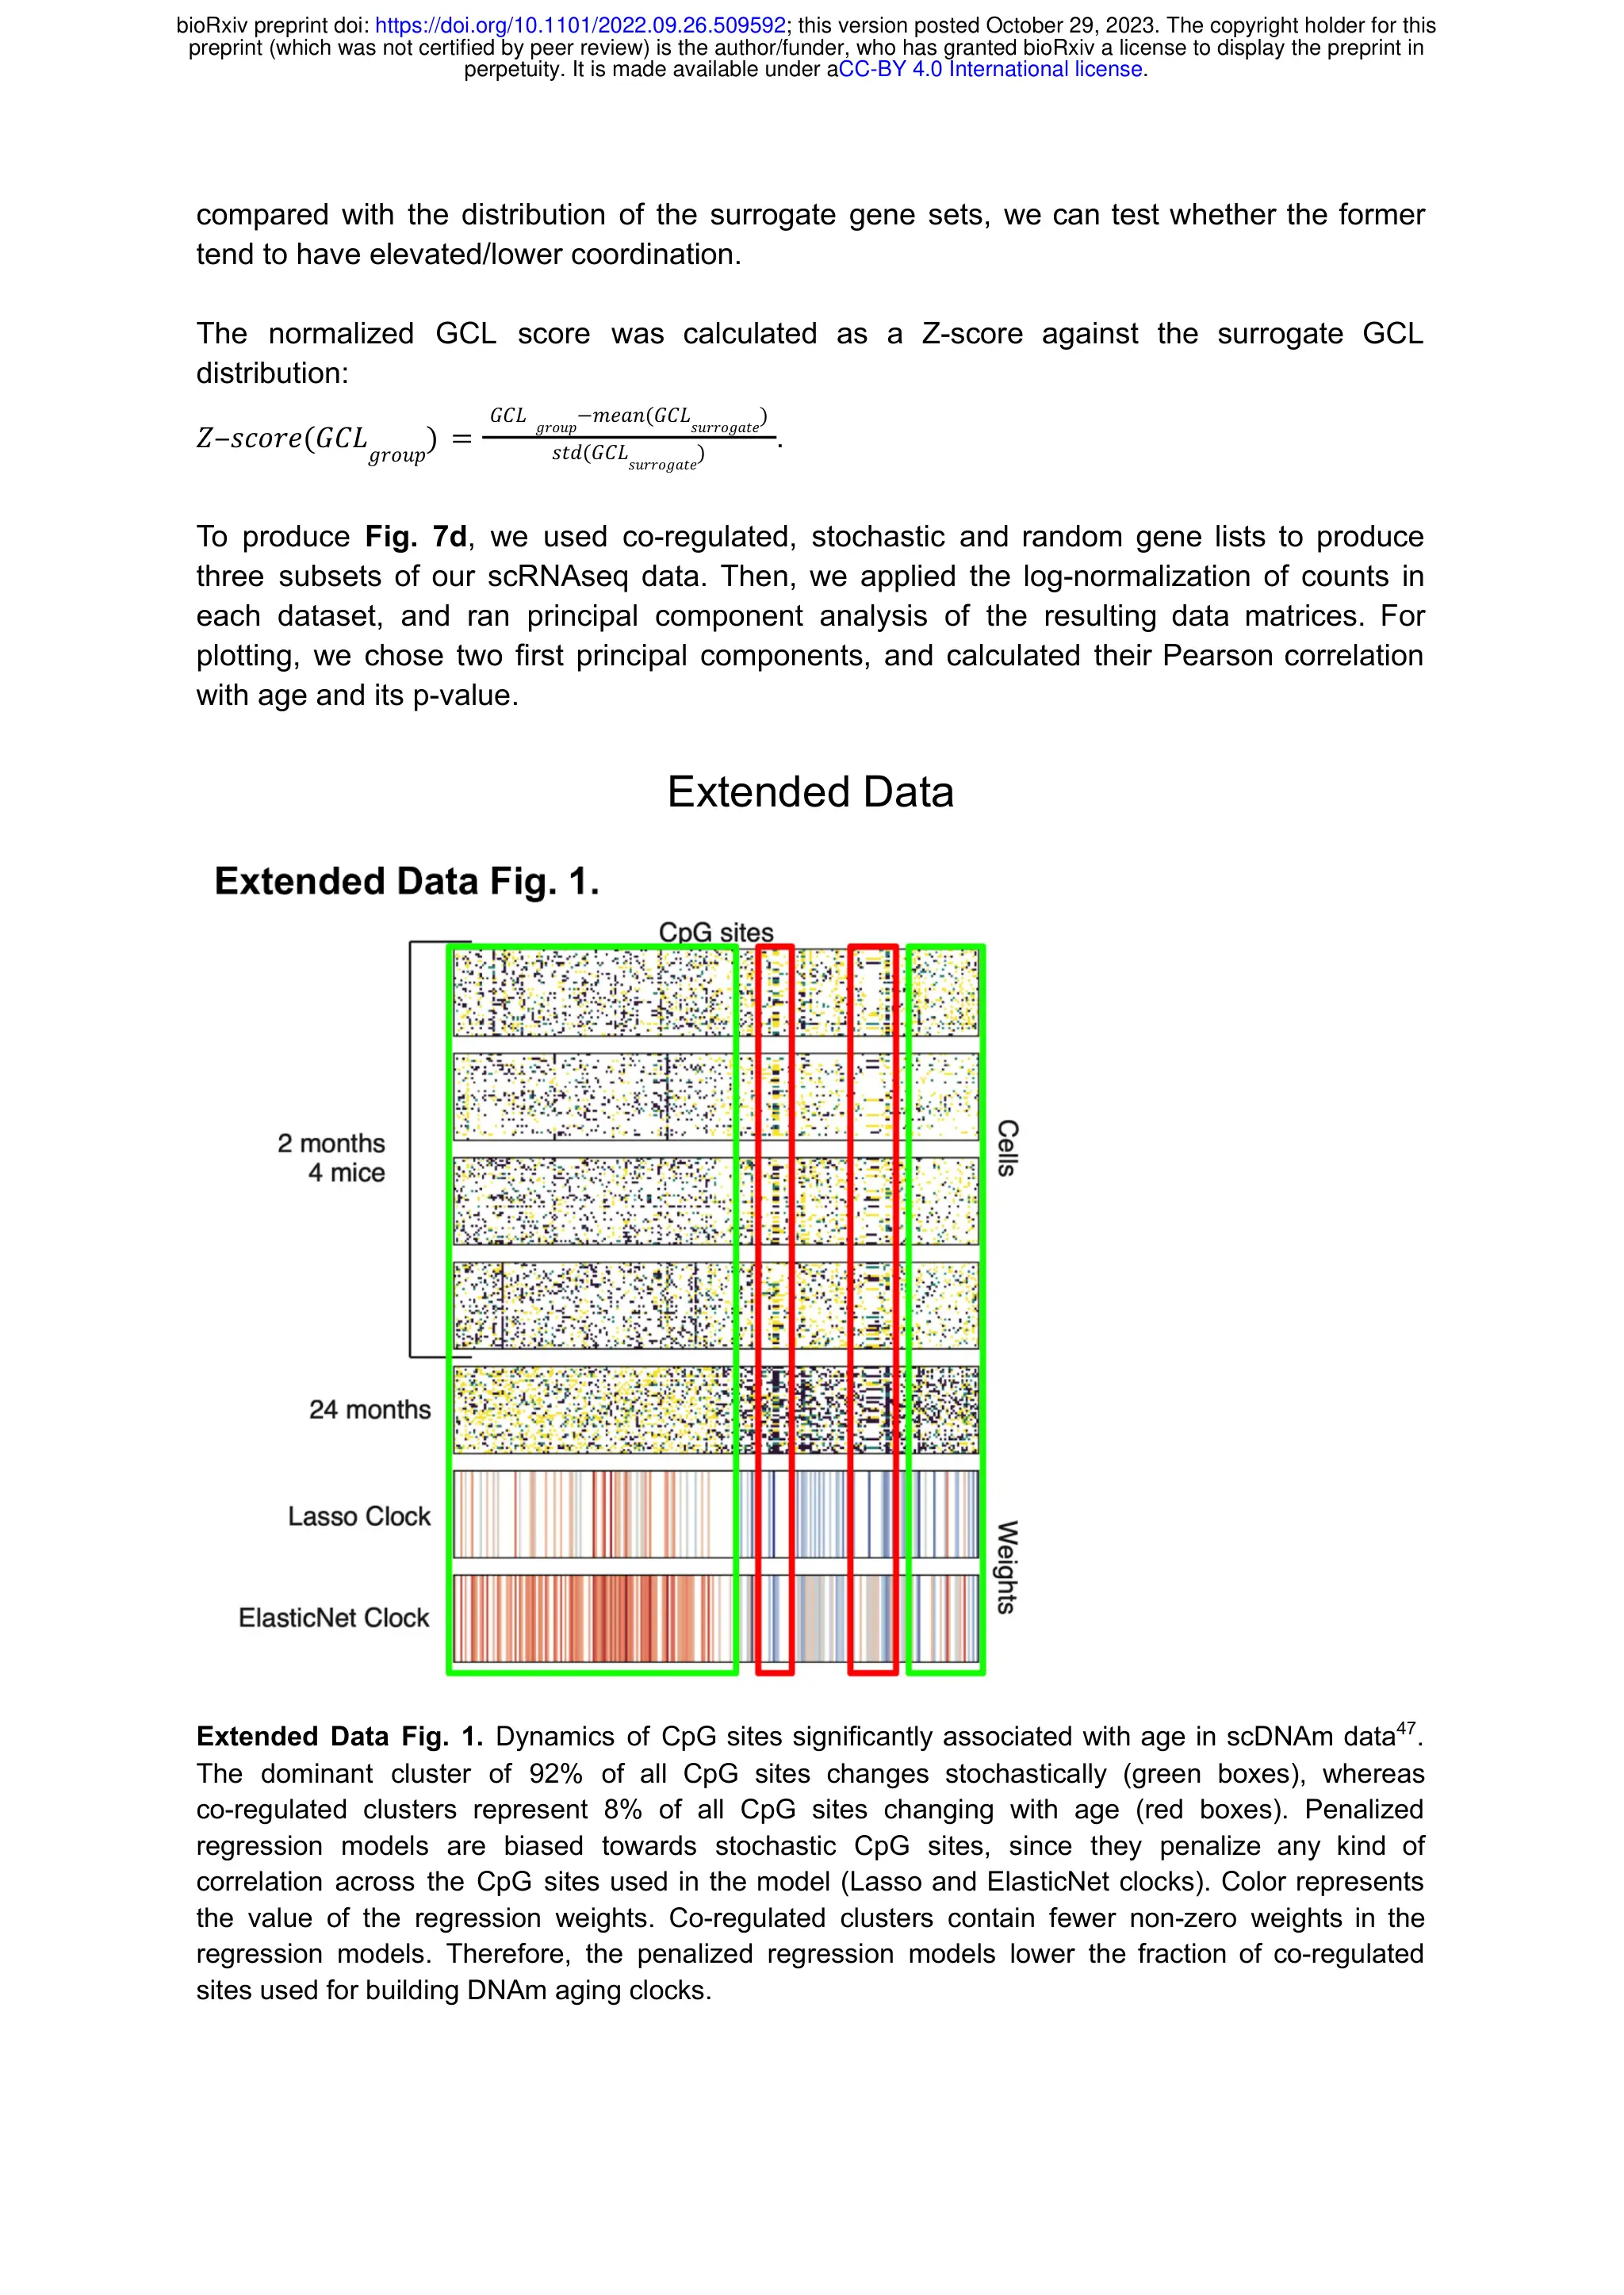 bioRxiv preprint doi: https://doi.org/10.1101/2022.09.26.509592; this version posted October 29, 2023. The copyright holder for this
preprint (which was not certified by peer review) is the author/funder, who has granted bioRxiv a license to display the preprint in
perpetuity. It is made available under aCC-BY 4.0 International license.
compared with the distribution of the surrogate gene sets, we can test whether the former
tend to have elevated/lower coordination.
The normalized GCL score was calculated as a Z-score against the surrogate GCL
distribution:
Z–score(GCL_group) = (GCL_group − mean(GCL_surrogate)) / std(GCL_surrogate).
To produce Fig. 7d, we used co-regulated, stochastic and random gene lists to produce
three subsets of our scRNAseq data. Then, we applied the log-normalization of counts in
each dataset, and ran principal component analysis of the resulting data matrices. For
plotting, we chose two first principal components, and calculated their Pearson correlation
with age and its p-value.
Extended Data
Extended Data Fig. 1.
CpG sites
2 months
4 mice
Cells
24 months
Lasso Clock
Weights
ElasticNet Clock
Extended Data Fig. 1. Dynamics of CpG sites significantly associated with age in scDNAm data47.
The dominant cluster of 92% of all CpG sites changes stochastically (green boxes), whereas
co-regulated clusters represent 8% of all CpG sites changing with age (red boxes). Penalized
regression models are biased towards stochastic CpG sites, since they penalize any kind of
correlation across the CpG sites used in the model (Lasso and ElasticNet clocks). Color represents
the value of the regression weights. Co-regulated clusters contain fewer non-zero weights in the
regression models. Therefore, the penalized regression models lower the fraction of co-regulated
sites used for building DNAm aging clocks.